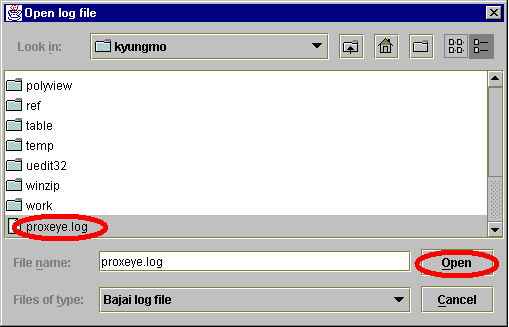 Open log file
Look in: kyungmo
polyview
ref
table
temp
uedit32
winzip
work
proxeye.log
File name: proxeye.log Open
Files of type: Bajai log file Cancel